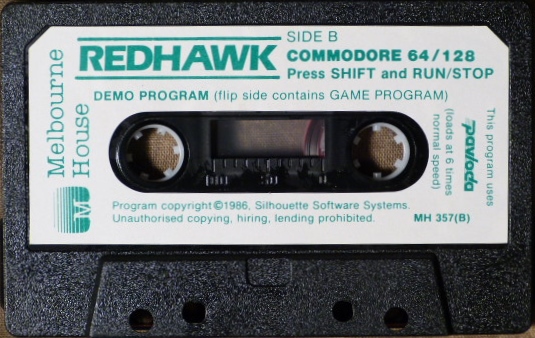 Melbourne
House
M
REDHAWK
SIDE B
COMMODORE 64/128
Press SHIFT and RUN/STOP
DEMO PROGRAM (flip side contains GAME PROGRAM)
This program uses
pavloda
(loads at 6 times
normal speed)
Program copyright©1986, Silhouette Software Systems.
Unauthorised copying, hiring, lending prohibited.
MH 357(B)